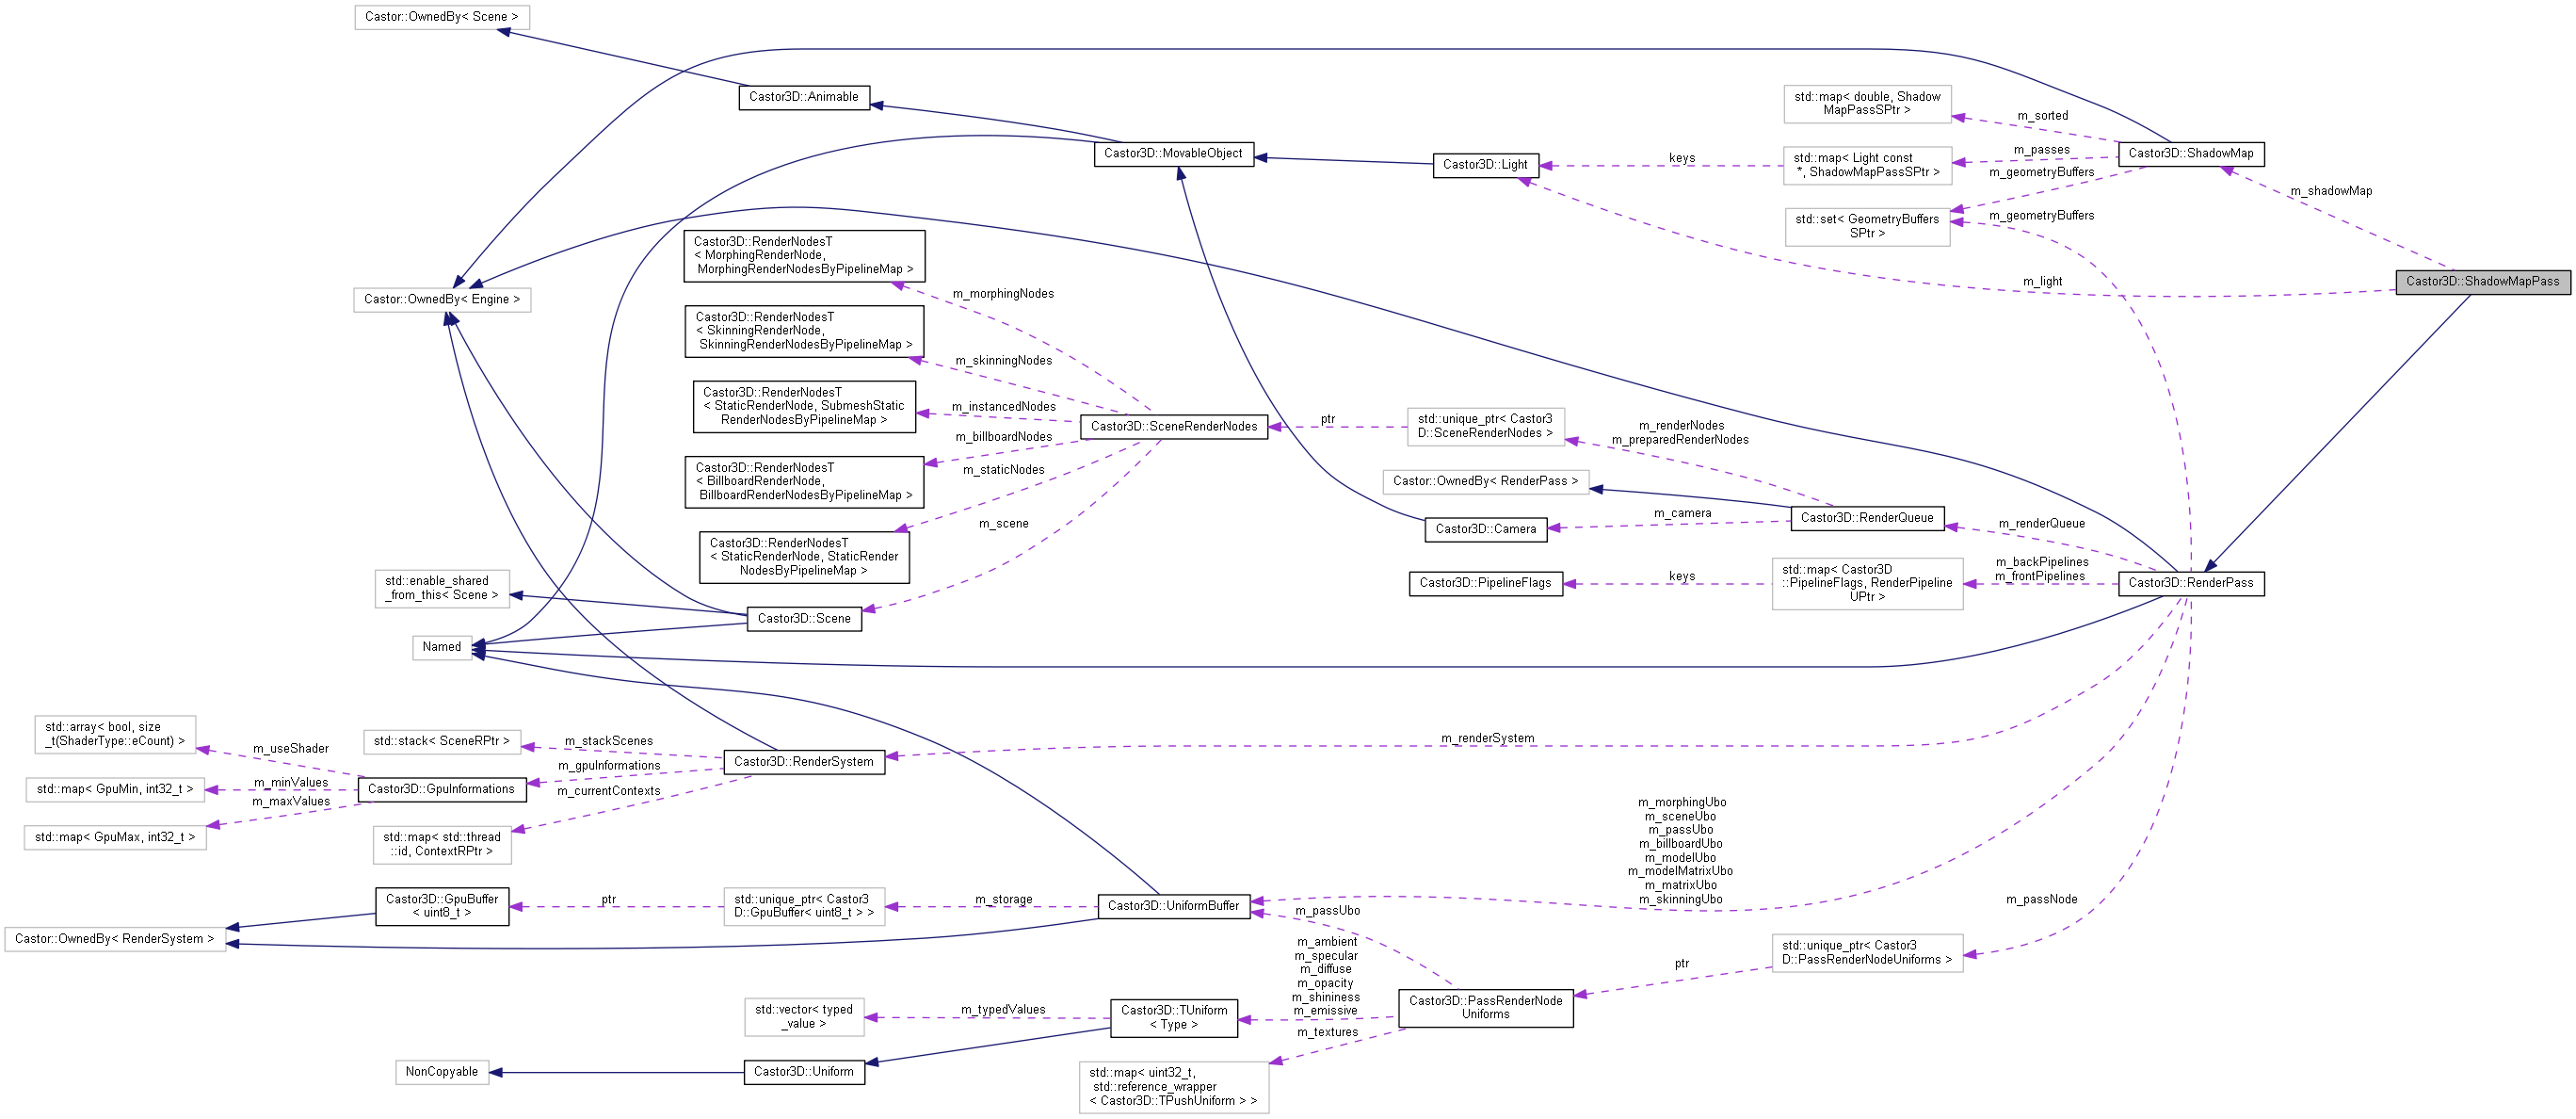 Castor::OwnedBy< Scene >
Castor3D::Animable
std::map< double, Shadow
MapPassSPtr >
m_sorted
Castor3D::MovableObject
Castor3D::Light
keys
std::map< Light const
*, ShadowMapPassSPtr >
m_passes
Castor3D::ShadowMap
m_geometryBuffers
m_shadowMap
std::set< GeometryBuffers
SPtr >
m_geometryBuffers
Castor3D::RenderNodesT
< MorphingRenderNode,
MorphingRenderNodesByPipelineMap >
m_morphingNodes
m_light
Castor3D::ShadowMapPass
Castor::OwnedBy< Engine >
Castor3D::RenderNodesT
< SkinningRenderNode,
SkinningRenderNodesByPipelineMap >
m_skinningNodes
Castor3D::RenderNodesT
< StaticRenderNode, SubmeshStatic
RenderNodesByPipelineMap >
m_instancedNodes
Castor3D::SceneRenderNodes
ptr
std::unique_ptr< Castor3
D::SceneRenderNodes >
m_renderNodes
m_preparedRenderNodes
m_billboardNodes
Castor3D::RenderNodesT
< BillboardRenderNode,
BillboardRenderNodesByPipelineMap >
m_staticNodes
Castor::OwnedBy< RenderPass >
m_scene
Castor3D::Camera
m_camera
Castor3D::RenderQueue
m_renderQueue
Castor3D::RenderNodesT
< StaticRenderNode, StaticRender
NodesByPipelineMap >
std::enable_shared
_from_this< Scene >
Castor3D::PipelineFlags
keys
std::map< Castor3D
::PipelineFlags, RenderPipeline
UPtr >
m_backPipelines
m_frontPipelines
Castor3D::RenderPass
Castor3D::Scene
Named
std::array< bool, size
_t(ShaderType::eCount) >
m_useShader
std::stack< SceneRPtr >
m_stackScenes
Castor3D::RenderSystem
m_renderSystem
m_gpuInformations
std::map< GpuMin, int32_t >
m_minValues
Castor3D::GpuInformations
m_currentContexts
m_maxValues
std::map< GpuMax, int32_t >
std::map< std::thread
::id, ContextRPtr >
m_morphingUbo
m_sceneUbo
m_passUbo
m_billboardUbo
m_modelUbo
m_modelMatrixUbo
m_matrixUbo
m_skinningUbo
Castor3D::GpuBuffer
< uint8_t >
ptr
std::unique_ptr< Castor3
D::GpuBuffer< uint8_t > >
m_storage
Castor3D::UniformBuffer
m_passUbo
m_passNode
Castor::OwnedBy< RenderSystem >
m_ambient
m_specular
m_diffuse
m_opacity
m_shininess
m_emissive
ptr
std::unique_ptr< Castor3
D::PassRenderNodeUniforms >
std::vector< typed
_value >
m_typedValues
Castor3D::TUniform
< Type >
Castor3D::PassRenderNode
Uniforms
m_textures
NonCopyable
Castor3D::Uniform
std::map< uint32_t,
std::reference_wrapper
< Castor3D::TPushUniform > >